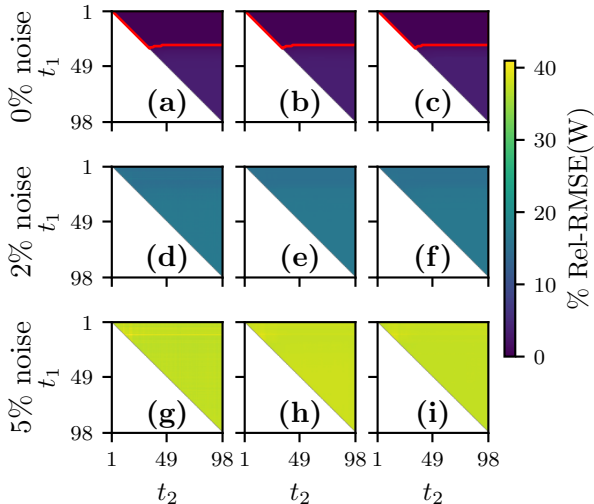 0% noise
t1
1
49
98
(a)
(b)
(c)
2% noise
t1
1
49
98
(d)
(e)
(f)
5% noise
t1
1
49
98
(g)
(h)
(i)
1 49 98
1 49 98
1 49 98
t2
t2
t2
40
30
20
10
0
% Rel-RMSE(W)